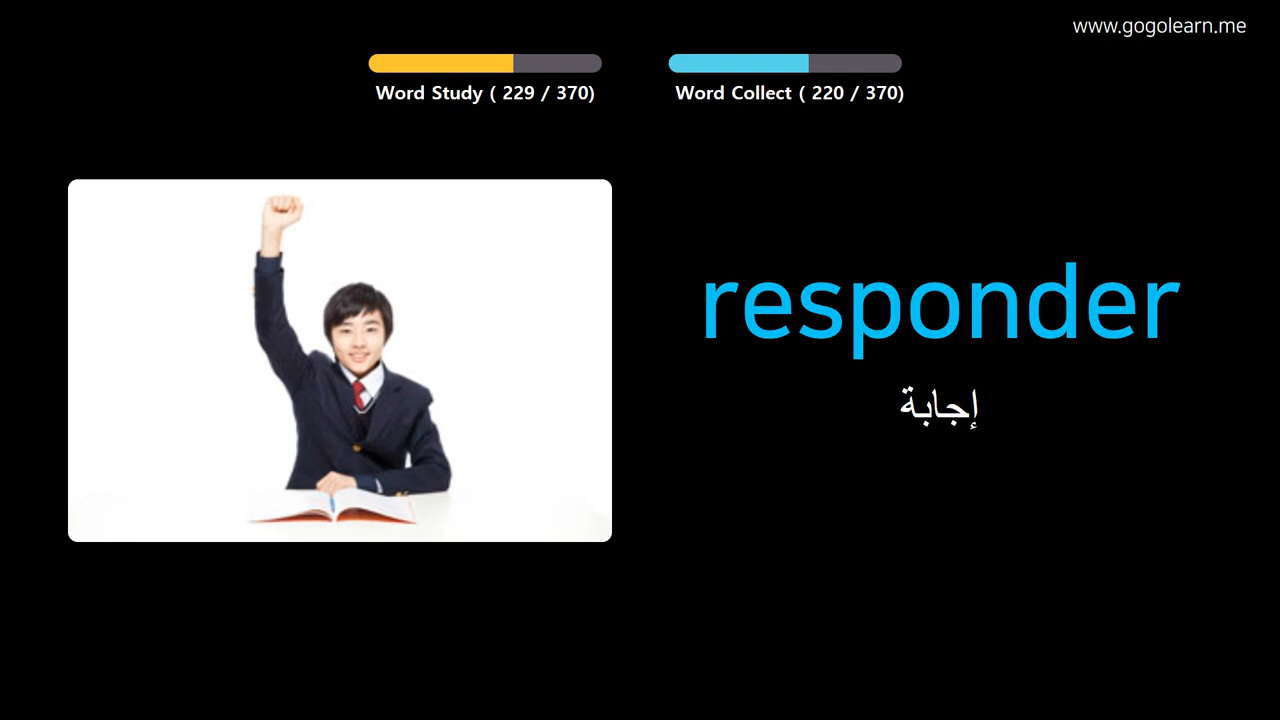 www.gogolearn.me
Word Study ( 229 / 370)
Word Collect ( 220 / 370)
responder
إجابة